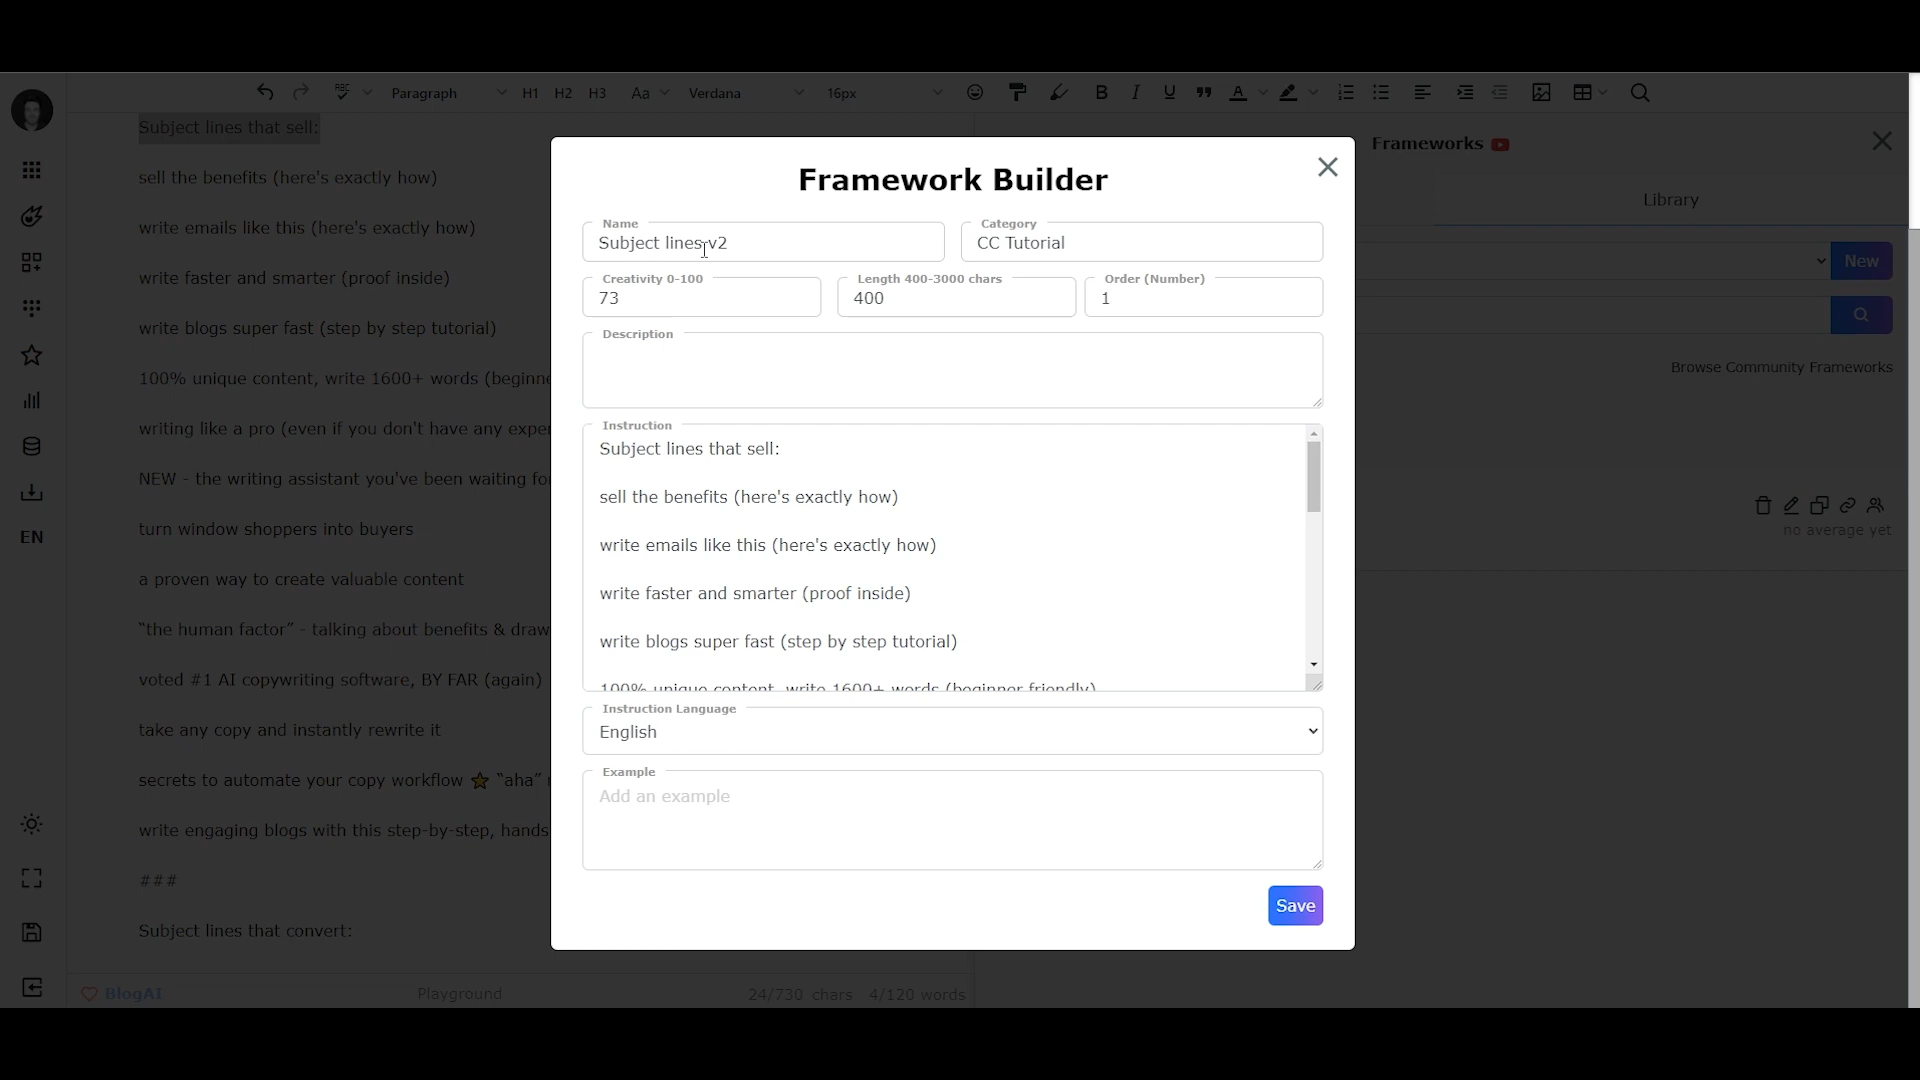 Paragraph H1 H2 H3 Aa Verdana 16px B I U A
Subject lines that sell:
sell the benefits (here's exactly how)
write emails like this (here's exactly how)
write faster and smarter (proof inside)
write blogs super fast (step by step tutorial)
100% unique content, write 1600+ words (beginne
writing like a pro (even if you don't have any expe
NEW - the writing assistant you've been waiting fo
turn window shoppers into buyers
a proven way to create valuable content
“the human factor” - talking about benefits & draw
voted #1 AI copywriting software, BY FAR (again)
take any copy and instantly rewrite it
secrets to automate your copy workflow ⭐ “aha”
write engaging blogs with this step-by-step, hands
###
Subject lines that convert:
EN
BlogAI Playground 24/730 chars 4/120 words
Framework Builder
Name
Subject lines v2
Category
CC Tutorial
Creativity 0-100
73
Length 400-3000 chars
400
Order (Number)
1
Description
Instruction
Subject lines that sell:
sell the benefits (here's exactly how)
write emails like this (here's exactly how)
write faster and smarter (proof inside)
write blogs super fast (step by step tutorial)
100% unique content, write 1600+ words (beginner friendly)
Instruction Language
English
Example
Add an example
Save
Frameworks
Library
New
Browse Community Frameworks
no average yet